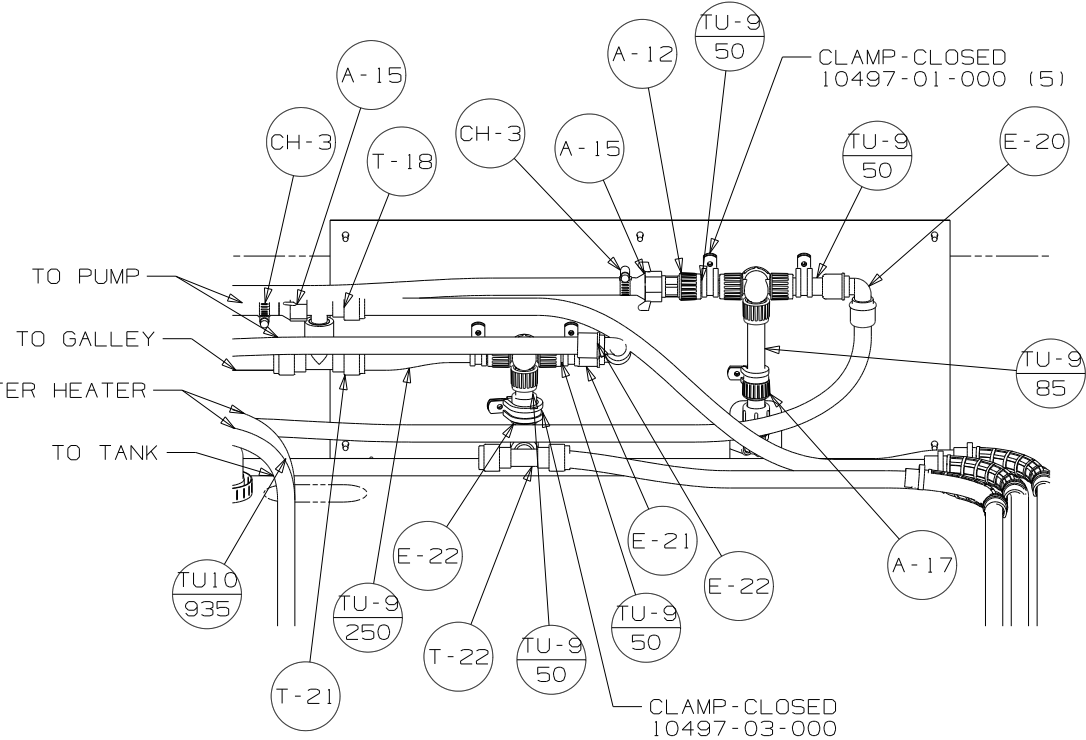 TU-9
50
A-12
CLAMP-CLOSED
10497-01-000 (5)
A-15
CH-3
CH-3
A-15
TU-9
50
E-20
T-18
TO PUMP
TO GALLEY
TU-9
85
TER HEATER
TO TANK
E-22
E-21
A-17
E-22
TU10
935
TU-9
250
TU-9
50
T-22
TU-9
50
T-21
CLAMP-CLOSED
10497-03-000